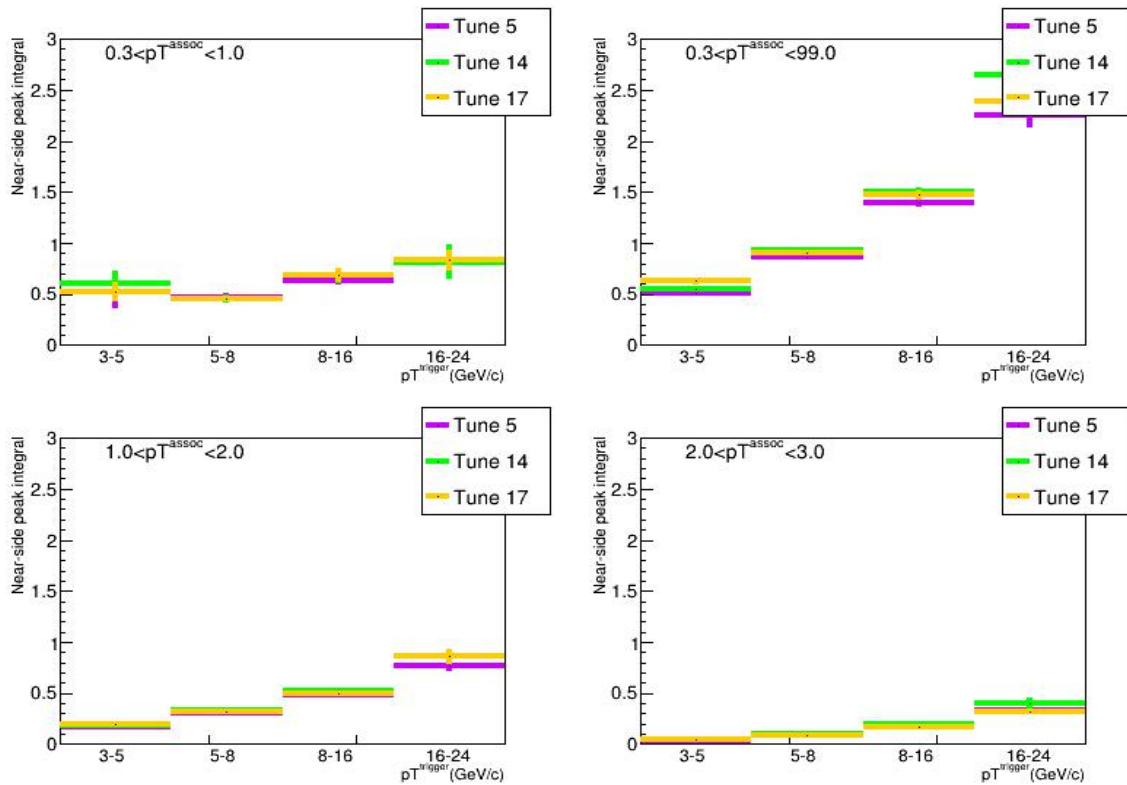 0.3<pT^assoc<1.0
Tune 5
Tune 14
Tune 17
Near-side peak integral
3
2.5
2
1.5
1
0.5
0
3-5 5-8 8-16 16-24
pT^trigger(GeV/c)
0.3<pT^assoc<99.0
Tune 5
Tune 14
Tune 17
Near-side peak integral
3
2.5
2
1.5
1
0.5
0
3-5 5-8 8-16 16-24
pT^trigger(GeV/c)
1.0<pT^assoc<2.0
Tune 5
Tune 14
Tune 17
Near-side peak integral
3
2.5
2
1.5
1
0.5
0
3-5 5-8 8-16 16-24
pT^trigger(GeV/c)
2.0<pT^assoc<3.0
Tune 5
Tune 14
Tune 17
Near-side peak integral
3
2.5
2
1.5
1
0.5
0
3-5 5-8 8-16 16-24
pT^trigger(GeV/c)